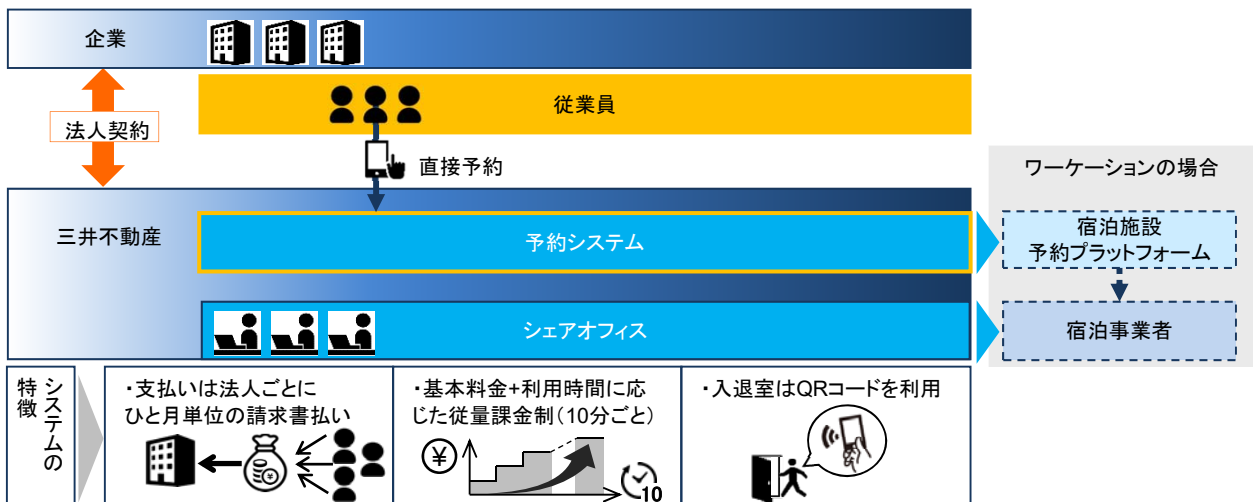 企業
従業員
法人契約
直接予約
ワーケーションの場合
三井不動産
予約システム
宿泊施設
予約プラットフォーム
シェアオフィス
宿泊事業者
システムの
特徴
・支払いは法人ごとに
ひと月単位の請求書払い
¥
・基本料金+利用時間に応
じた従量課金制(10分ごと)
¥
10
・入退室はQRコードを利用